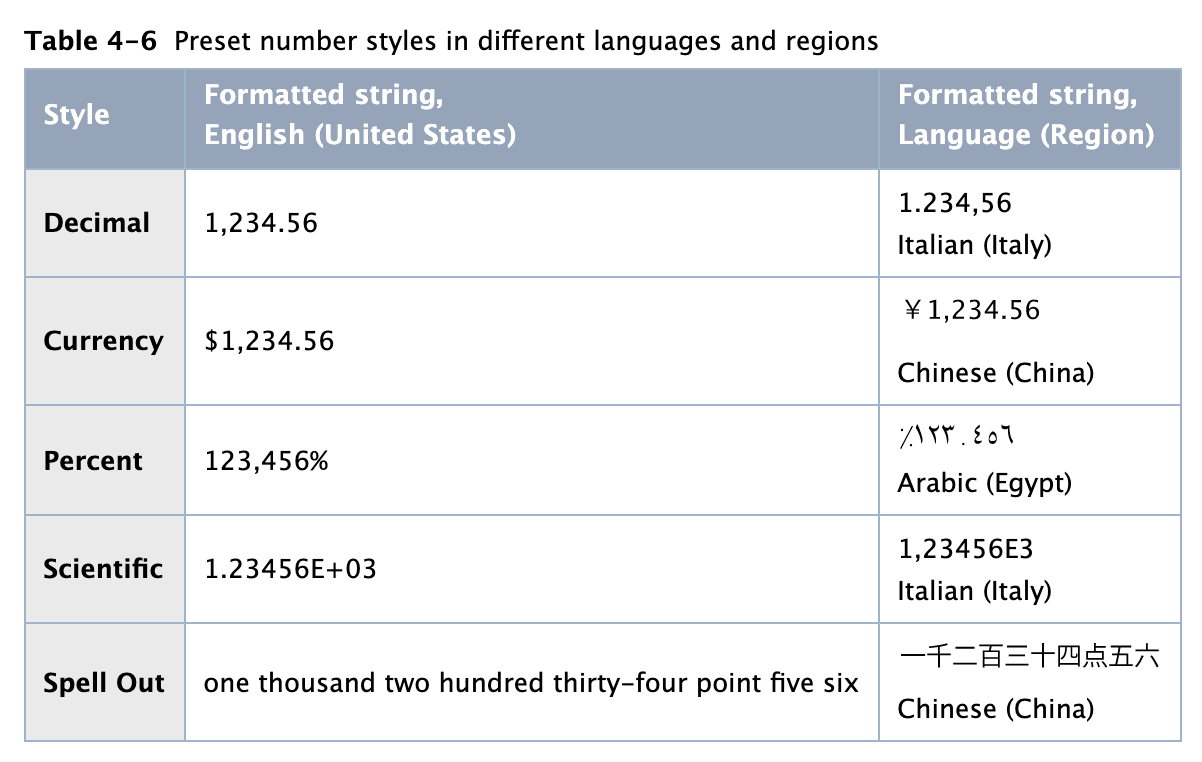 Table 4–6 Preset number styles in different languages and regions
Style
Formatted string,
English (United States)
Formatted string,
Language (Region)
Decimal
1,234.56
1.234,56
Italian (Italy)
Currency
$1,234.56
¥1,234.56
Chinese (China)
Percent
123,456%
٪١٢٣٬٤٥٦
Arabic (Egypt)
Scientific
1.23456E+03
1,23456E3
Italian (Italy)
Spell Out
one thousand two hundred thirty-four point five six
一千二百三十四点五六
Chinese (China)